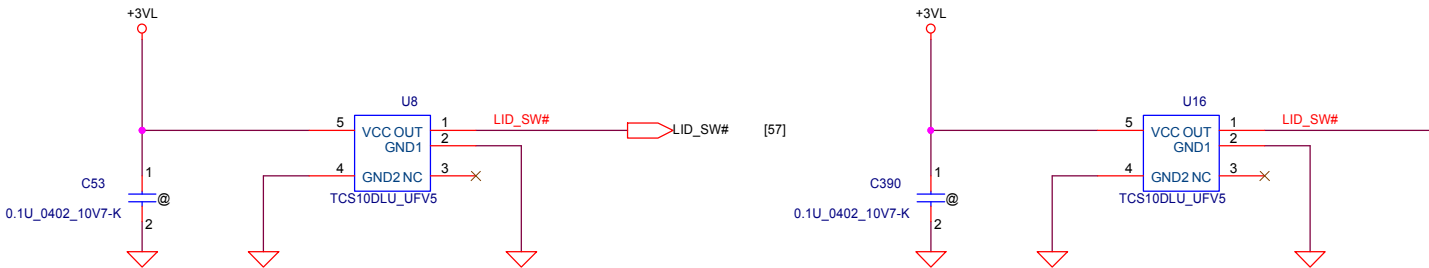 +3VL
U8
5
VCC OUT
1
LID_SW#
LID_SW#
[57]
GND1
2
4
GND2 NC
3
TCS10DLU_UFV5
1
C53
@
0.1U_0402_10V7-K
2
+3VL
U16
5
VCC OUT
1
LID_SW#
GND1
2
4
GND2 NC
3
TCS10DLU_UFV5
1
C390
@
0.1U_0402_10V7-K
2